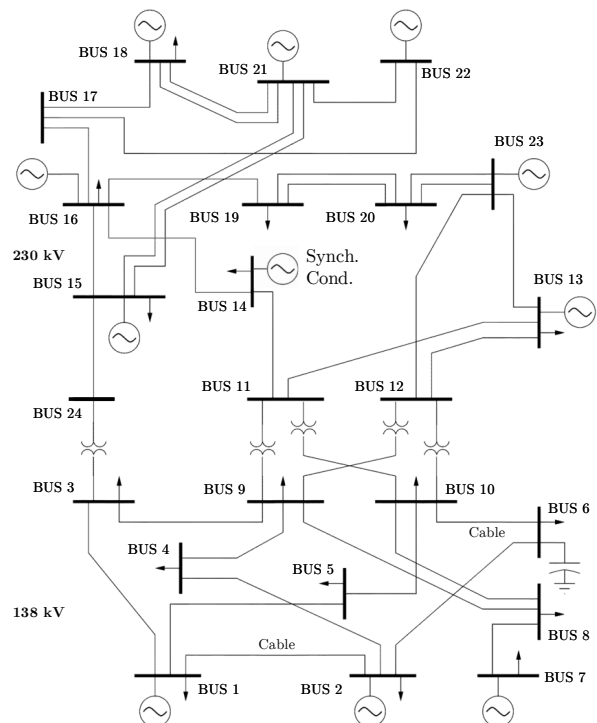 BUS 18
BUS 21
BUS 22
BUS 17
BUS 23
BUS 16
BUS 19
BUS 20
230 kV
Synch.
Cond.
BUS 15
BUS 14
BUS 13
BUS 11
BUS 12
BUS 24
BUS 3
BUS 9
BUS 10
BUS 6
Cable
BUS 4
BUS 5
138 kV
BUS 8
Cable
BUS 1
BUS 2
BUS 7